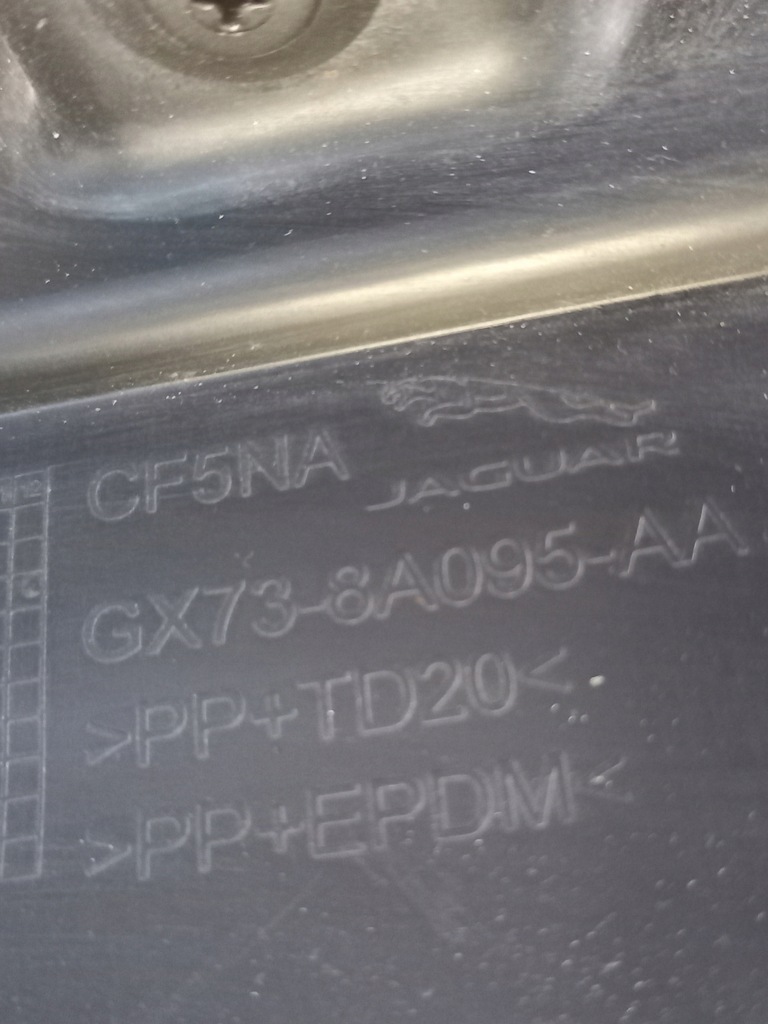 CF5NA
JAGUAR
GX73-8A095-AA
>PP+TD20<
>PP+EPDM<